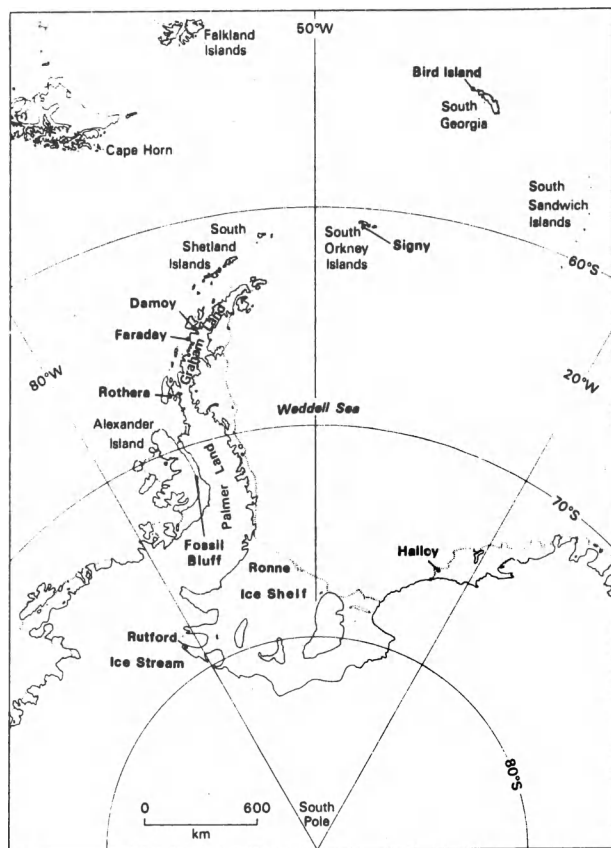 50°W
Falkland
Islands
Bird Island
South
Georgia
Cape Horn
South
Sandwich
Islands
South
Shetland
Islands
South
Orkney
Islands
Signy
60°S
Damoy
Faraday
Graham Land
80°W
20°W
Rothera
Weddell Sea
Alexander
Island
Palmer Land
70°S
Fossil
Bluff
Halley
Ronne
Ice Shelf
Rutford
Ice Stream
80°S
0 600
km
South
Pole